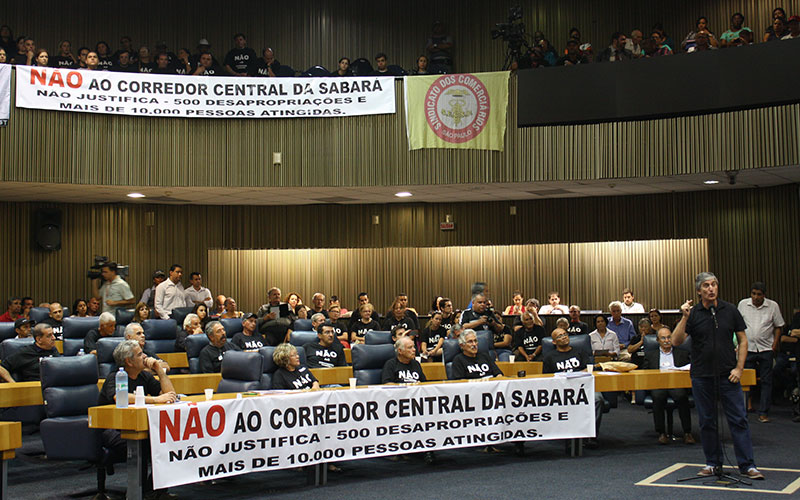 NÃO AO CORREDOR CENTRAL DA SABARÁ
NÃO JUSTIFICA - 500 DESAPROPRIAÇÕES E
MAIS DE 10.000 PESSOAS ATINGIDAS.
SINDICATO DOS COMERCIÁRIOS
SÃO PAULO
NÃO
NÃO
NÃO
NÃO
NÃO
NÃO AO CORREDOR CENTRAL DA SABARÁ
NÃO JUSTIFICA - 500 DESAPROPRIAÇÕES E
MAIS DE 10.000 PESSOAS ATINGIDAS.